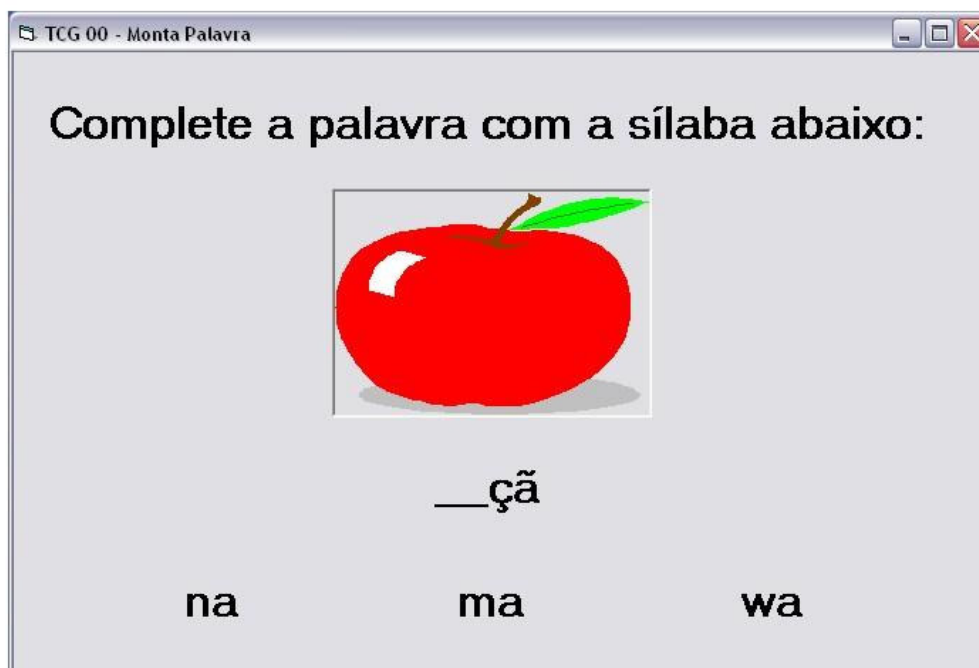 TCG 00 - Monta Palavra
Complete a palavra com a sílaba abaixo:
__çã
na ma wa